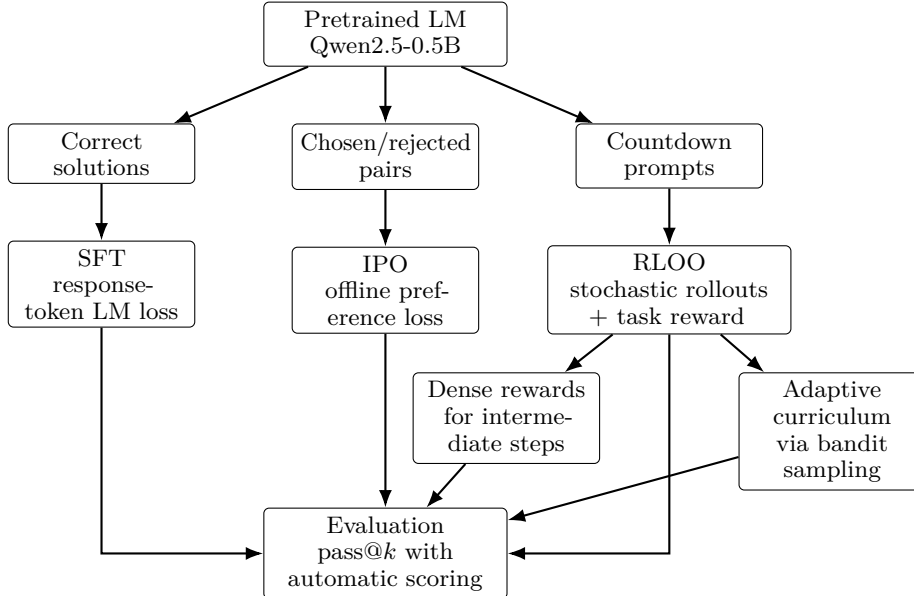 Pretrained LM
Qwen2.5-0.5B
Correct
solutions
Chosen/rejected
pairs
Countdown
prompts
SFT
response-
token LM loss
IPO
offline pref-
erence loss
RLOO
stochastic rollouts
+ task reward
Dense rewards
for interme-
diate steps
Adaptive
curriculum
via bandit
sampling
Evaluation
pass@k with
automatic scoring